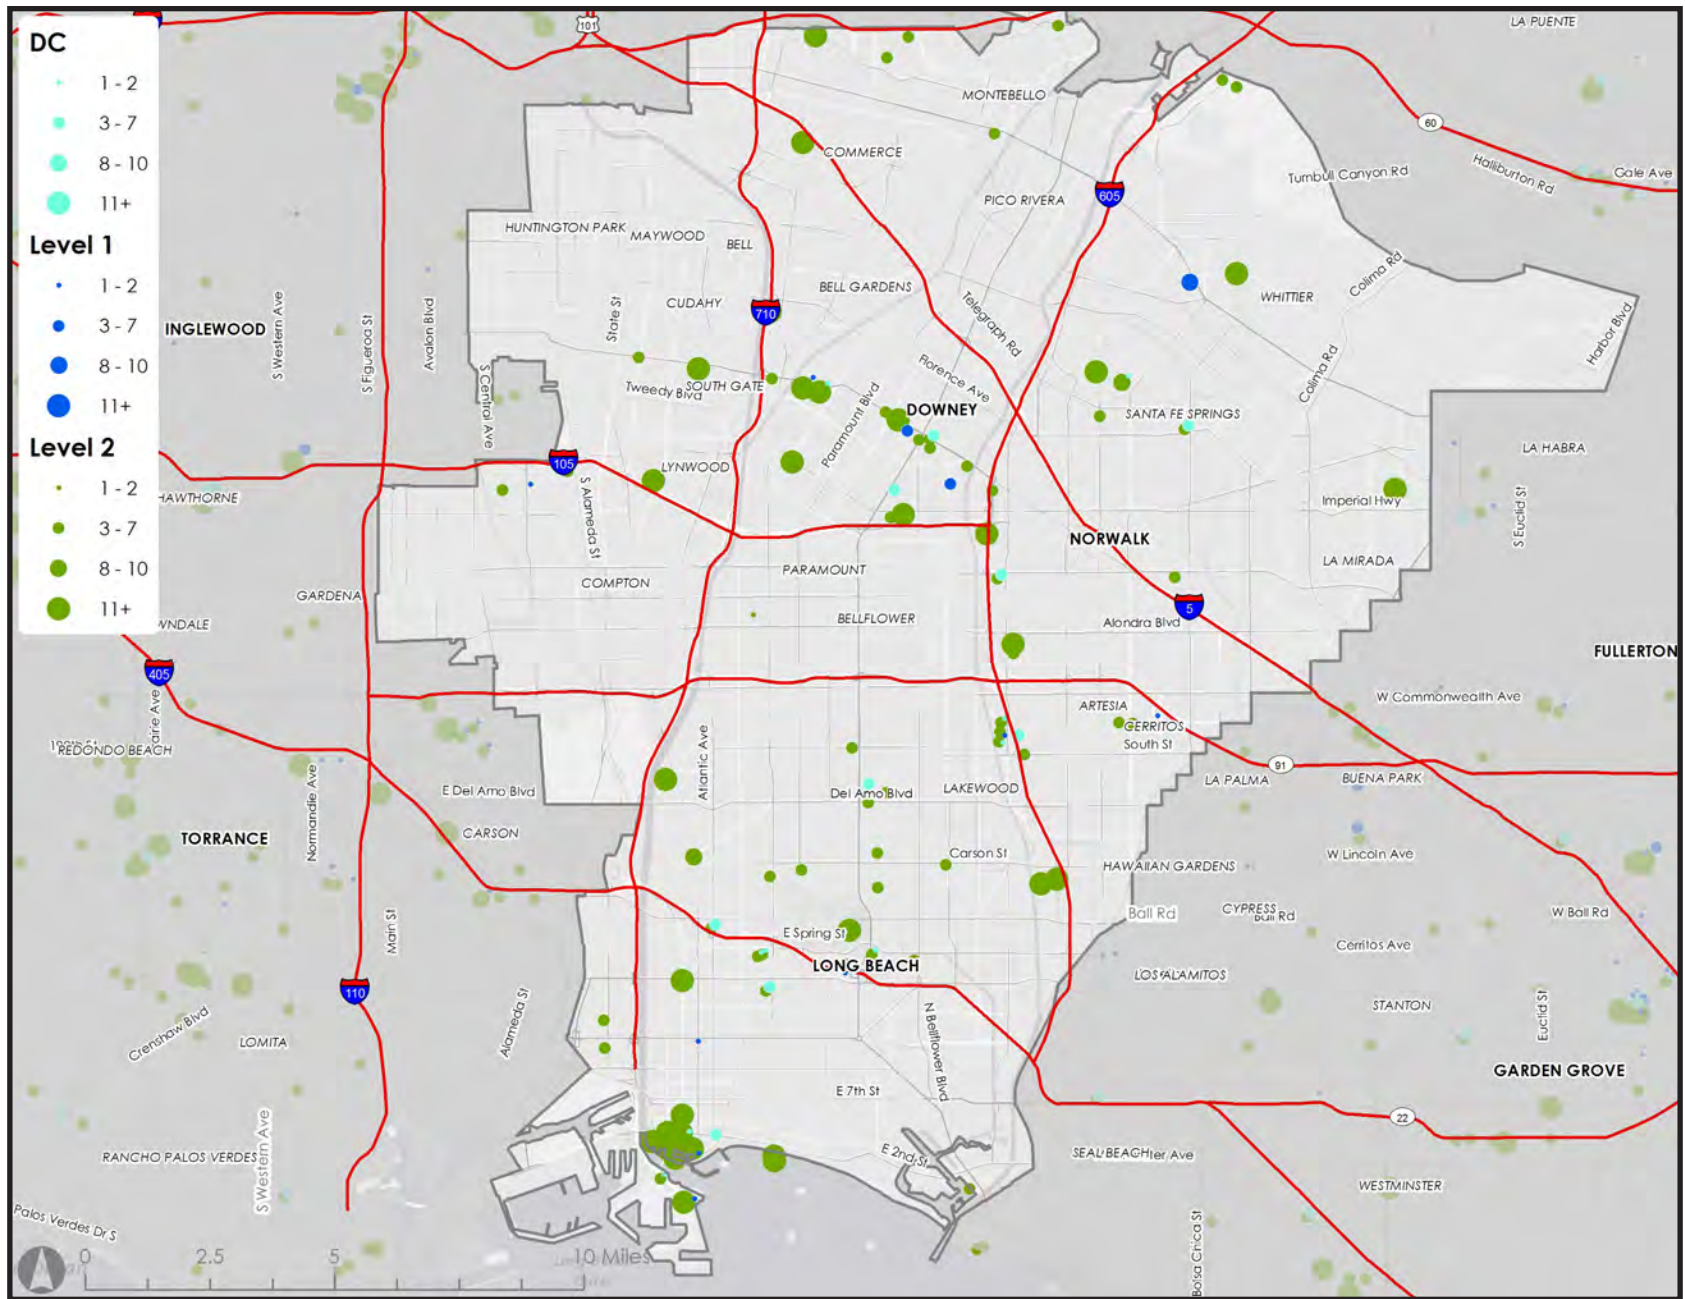 DC
1 - 2
3 - 7
8 - 10
11+
Level 1
1 - 2
3 - 7
8 - 10
11+
Level 2
1 - 2
3 - 7
8 - 10
11+
101
LA PUENTE
MONTEBELLO
60
COMMERCE
Halliburton Rd
Gale Ave
Turnbull Canyon Rd
605
PICO RIVERA
HUNTINGTON PARK
MAYWOOD
BELL
Colima Rd
BELL GARDENS
WHITTIER
CUDAHY
State St
710
Telegraph Rd
Harbor Blvd
INGLEWOOD
S Western Ave
S Figueroa St
Avalon Blvd
S Central Ave
Florence Ave
Colima Rd
Tweedy Blvd
SOUTH GATE
Paramount Blvd
DOWNEY
SANTA FE SPRINGS
LA HABRA
105
LYNWOOD
HAWTHORNE
S Alameda St
Imperial Hwy
S Euclid St
NORWALK
LA MIRADA
PARAMOUNT
COMPTON
GARDENA
5
BELLFLOWER
Alondra Blvd
WNDALE
FULLERTON
405
W Commonwealth Ave
ARTESIA
CERRITOS
South St
airie Ave
REDONDO BEACH
Atlantic Ave
91
LA PALMA
BUENA PARK
E Del Amo Blvd
Del Amo Blvd
LAKEWOOD
Normandie Ave
TORRANCE
CARSON
Carson St
W Lincoln Ave
HAWAIIAN GARDENS
Ball Rd
CYPRESS
Ball Rd
W Ball Rd
Main St
E Spring St
Cerritos Ave
LONG BEACH
LOS ALAMITOS
110
STANTON
Crenshaw Blvd
Alameda St
N Bellflower Blvd
Euclid St
LOMITA
GARDEN GROVE
E 7th St
22
S Western Ave
RANCHO PALOS VERDES
E 2nd St
SEAL BEACH
ter Ave
WESTMINSTER
Palos Verdes Dr S
Bolsa Chica St
0
2.5
5
10 Miles